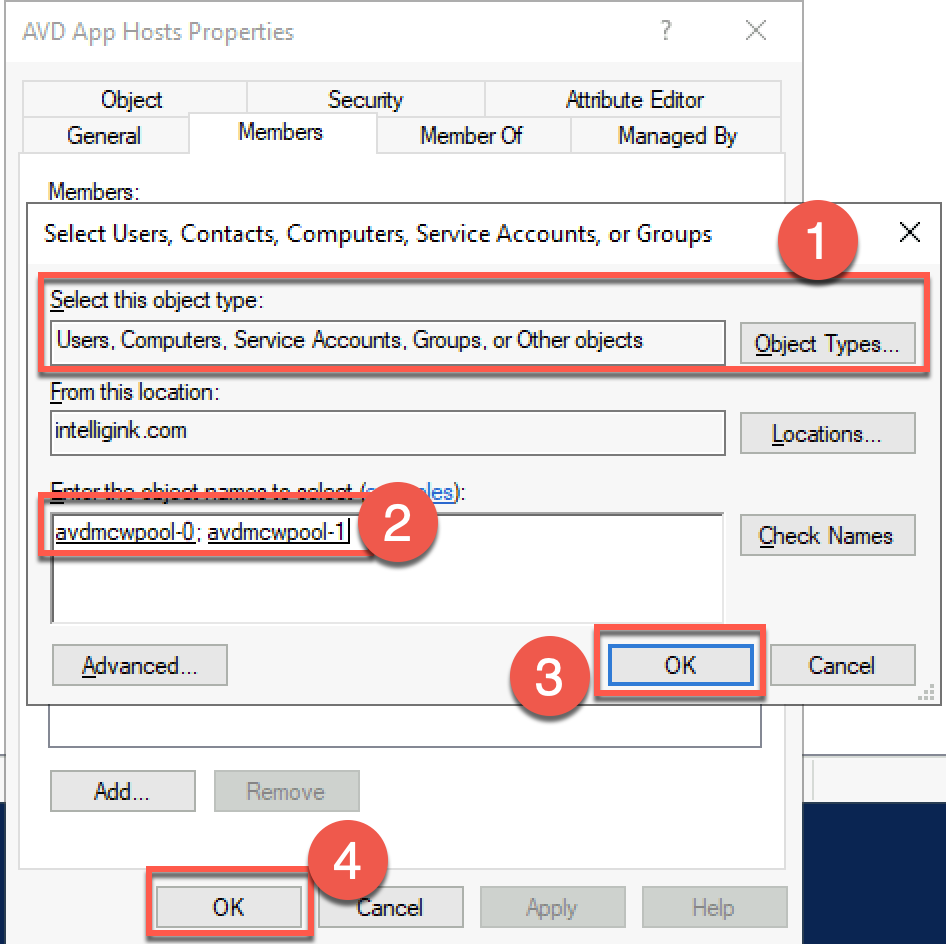 AVD App Hosts Properties
?
Object Security Attribute Editor
General Members Member Of Managed By
Members:
Select Users, Contacts, Computers, Service Accounts, or Groups
1
Select this object type:
Users, Computers, Service Accounts, Groups, or Other objects
Object Types...
From this location:
intelligink.com
Locations...
Enter the object names to select
2
avdmcwpool-0; avdmcwpool-1
Check Names
Advanced...
3
OK
Cancel
Add...
Remove
4
OK
Cancel
Apply
Help